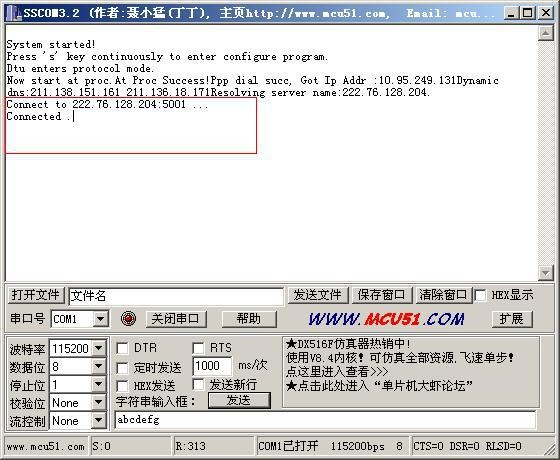 SSCOM3.2 (作者:聂小猛(丁丁), 主页http://www.mcu51.com, Email: mcu...
System started!
Press 's' key continuously to enter configure program.
Dtu enters protocol mode.
Now start at proc.At Proc Success!Ppp dial succ, Got Ip Addr :10.95.249.131Dynamic
dns:211.138.151.161 211.136.18.171Resolving server name:222.76.128.204.
Connect to 222.76.128.204:5001 ...
Connected .
打开文件 文件名 发送文件 保存窗口 清除窗口 HEX显示
串口号 COM1 关闭串口 帮助 WWW.MCU51.COM 扩展
波特率 115200 DTR RTS
数据位 8 定时发送 1000 ms/次
停止位 1 HEX发送 发送新行
校验位 None 字符串输入框: 发送
流控制 None abcdefg
★DX516F仿真器热销中!
使用V8.4内核! 可仿真全部资源,飞速单步!
点这里进入查看>>>
★点击此处进入“单片机大虾论坛”
www.mcu51.com S:0 R:313 COM1已打开 115200bps 8 CTS=0 DSR=0 RLSD=0